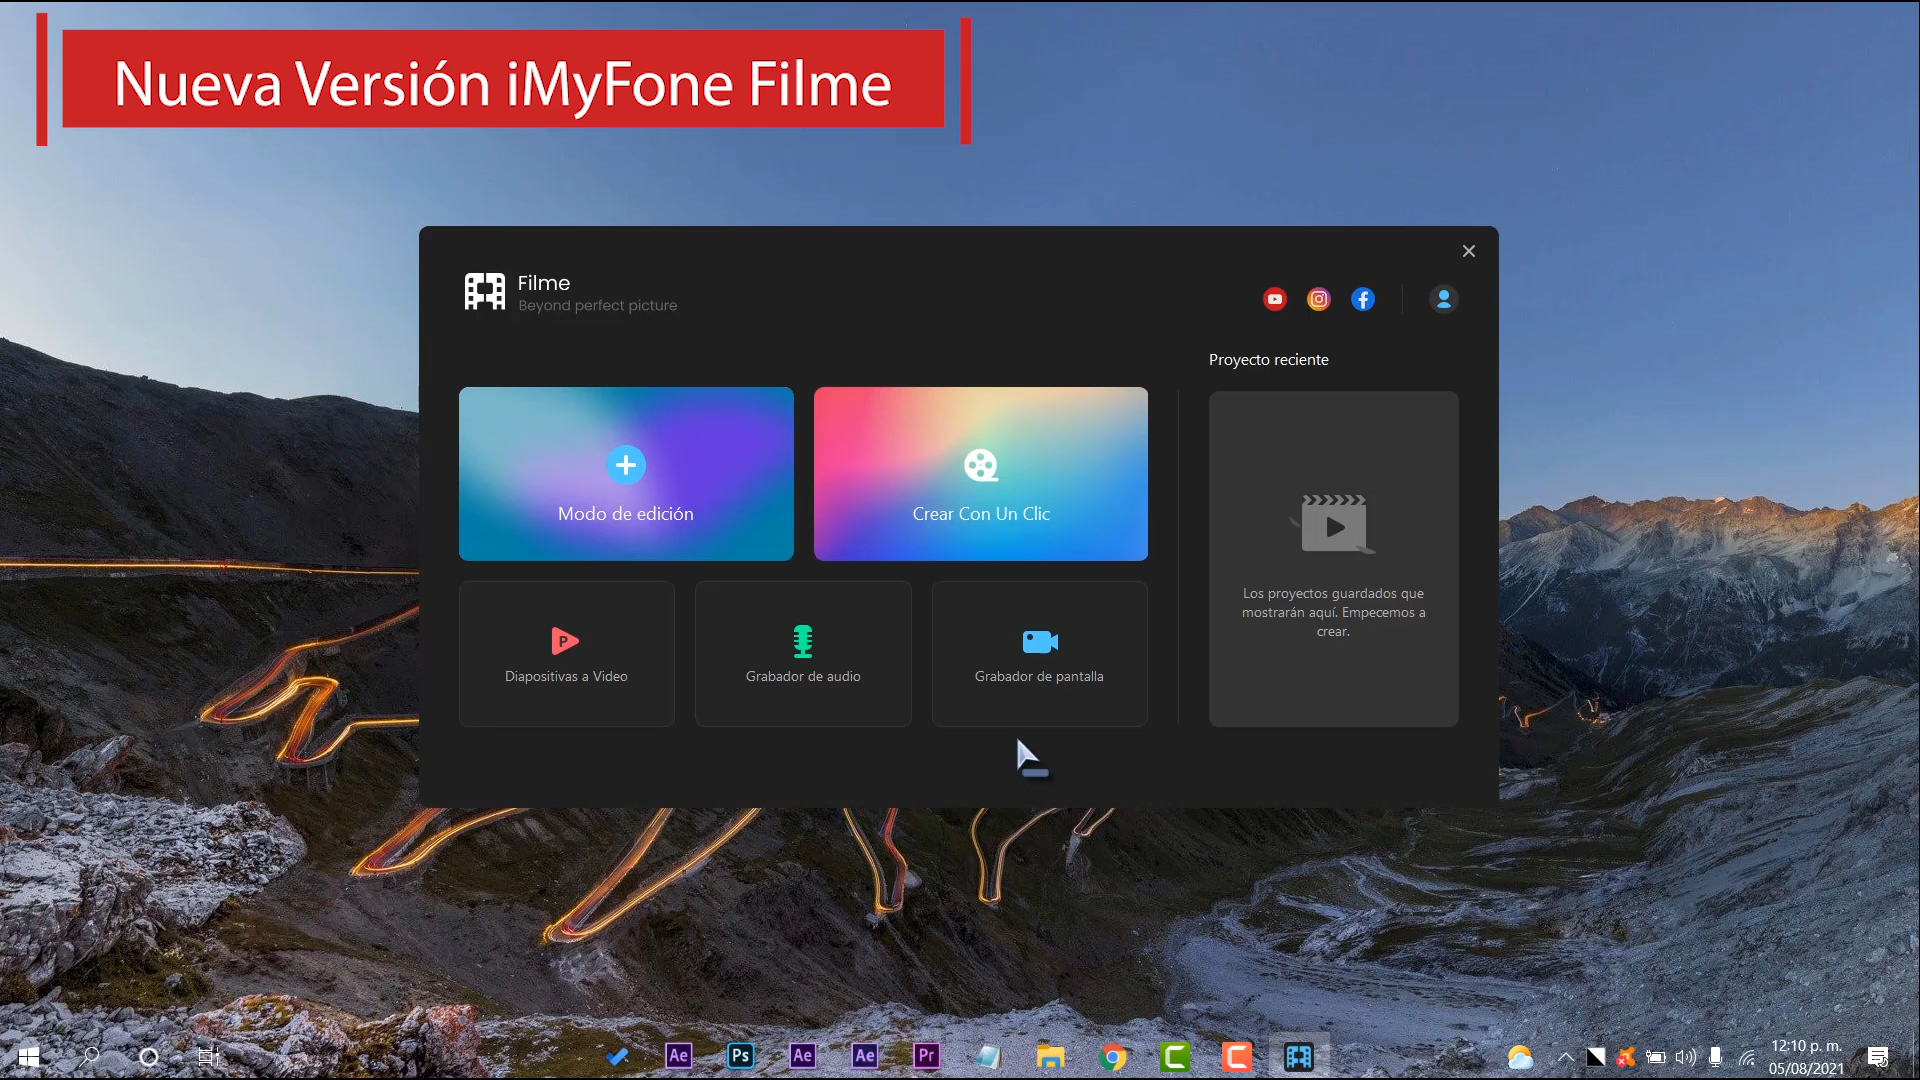 Nueva Versión iMyFone Filme
Filme
Beyond perfect picture
Proyecto reciente
Modo de edición
Crear Con Un Clic
Los proyectos guardados que
mostrarán aquí. Empecemos a
crear.
P
Diapositivas a Video
Grabador de audio
Grabador de pantalla
Ae
Ps
Ae
Ae
Pr
12:10 p. m.
05/08/2021